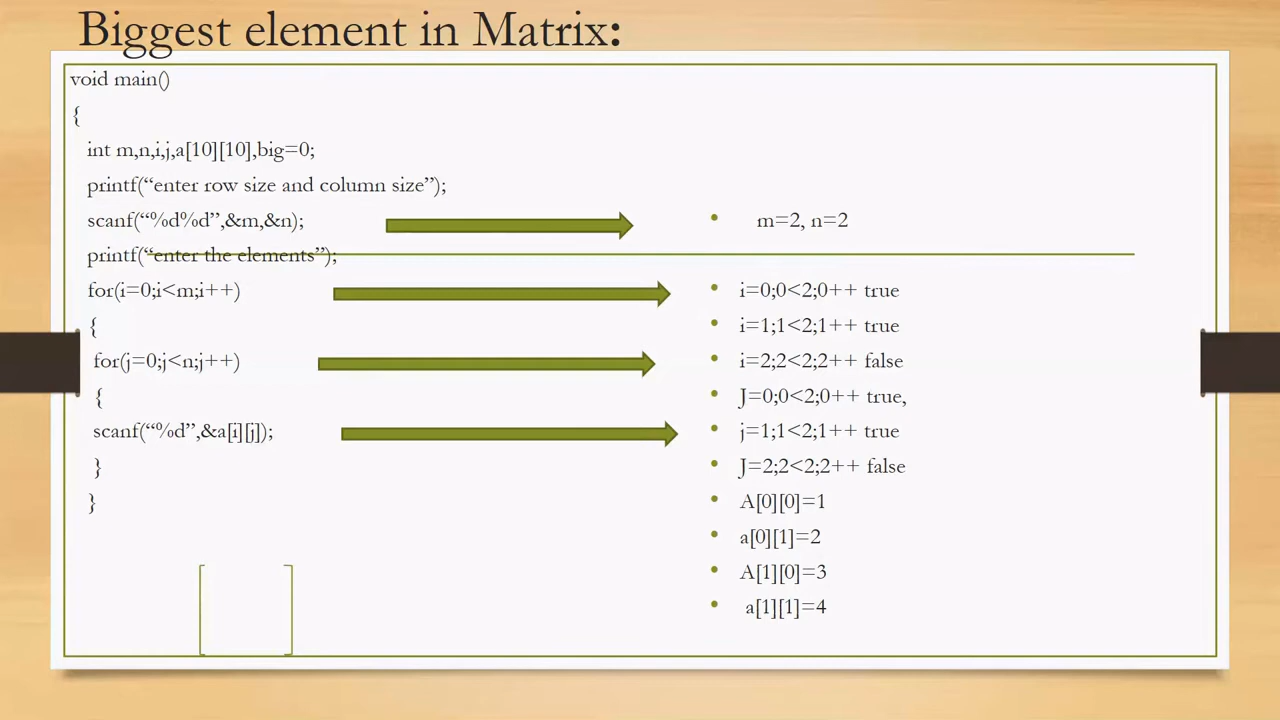 Biggest element in Matrix:
void main()
{
int m,n,i,j,a[10][10],big=0;
printf(“enter row size and column size”);
scanf(“%d%d”,&m,&n);
printf(“enter the elements”);
for(i=0;i<m;i++)
{
for(j=0;j<n;j++)
{
scanf(“%d”,&a[i][j]);
}
}
• m=2, n=2
• i=0;0<2;0++ true
• i=1;1<2;1++ true
• i=2;2<2;2++ false
• J=0;0<2;0++ true,
• j=1;1<2;1++ true
• J=2;2<2;2++ false
• A[0][0]=1
• a[0][1]=2
• A[1][0]=3
• a[1][1]=4